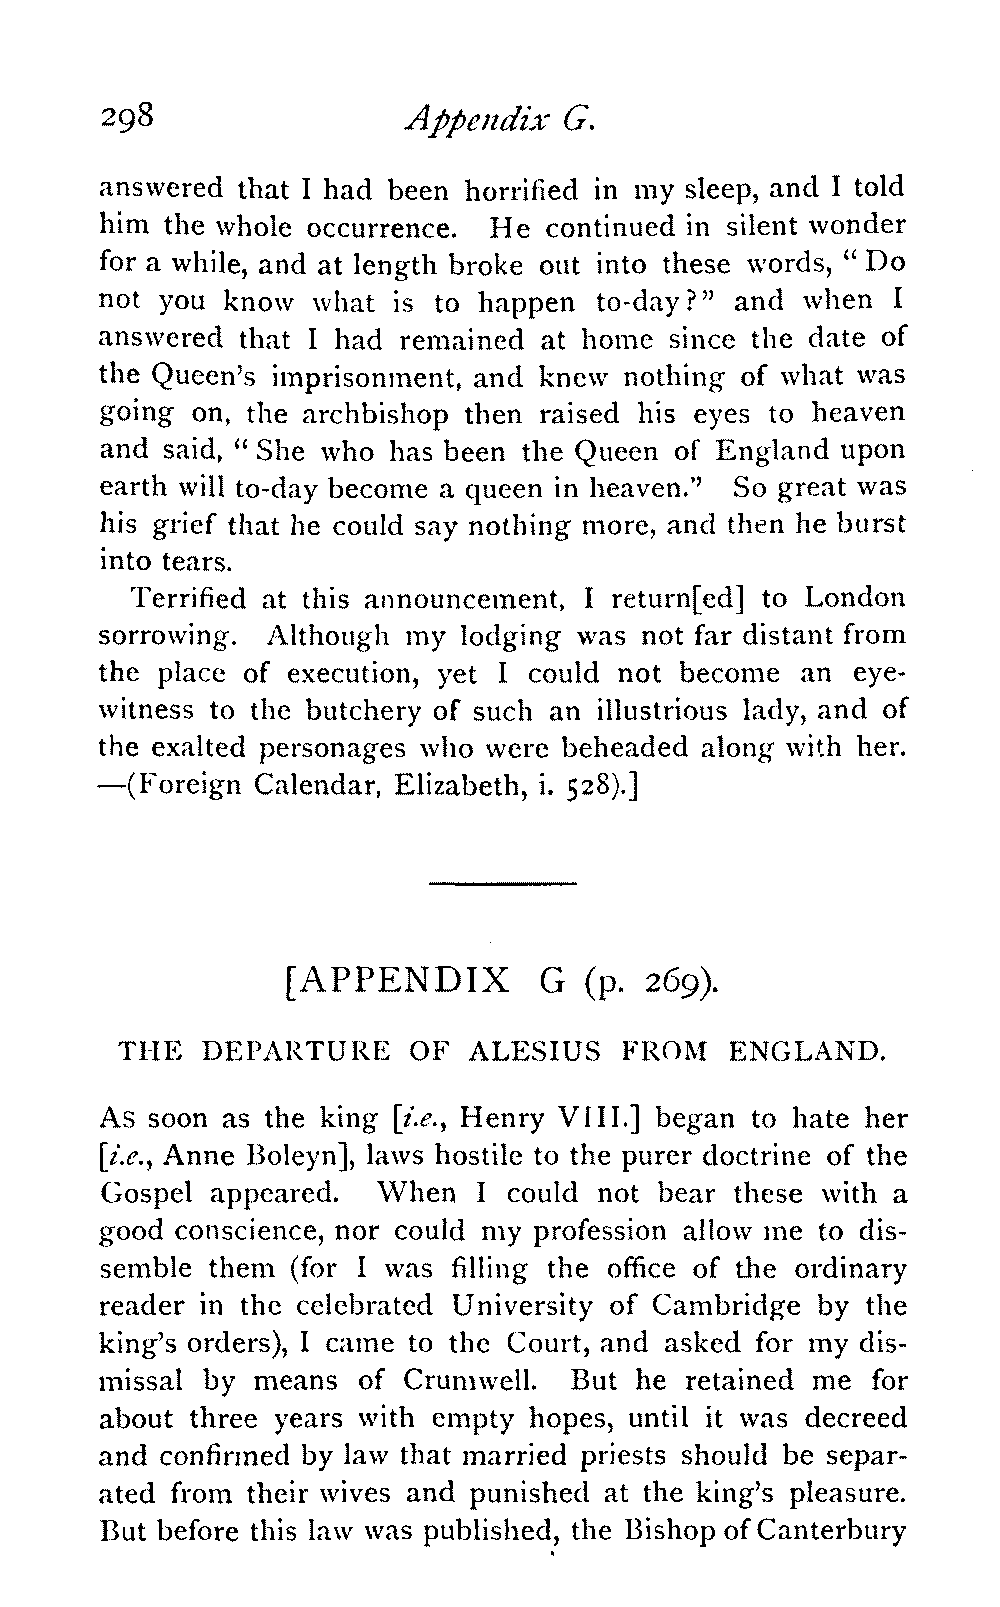 298 Appendix G.
answered that I had been horrified in my sleep, and I told
him the whole occurrence. He continued in silent wonder
for a while, and at length broke out into these words, “ Do
not you know what is to happen to-day?” and when I
answered that I had remained at home since the date of
the Queen's imprisonment, and knew nothing of what was
going on, the archbishop then raised his eyes to heaven
and said, “ She who has been the Queen of England upon
earth will to-day become a queen in heaven.” So great was
his grief that he could say nothing more, and then he burst
into tears.
Terrified at this announcement, I return[ed] to London
sorrowing. Although my lodging was not far distant from
the place of execution, yet I could not become an eye-
witness to the butchery of such an illustrious lady, and of
the exalted personages who were beheaded along with her.
—(Foreign Calendar, Elizabeth, i. 528).]
[APPENDIX G (p. 269).
THE DEPARTURE OF ALESIUS FROM ENGLAND.
As soon as the king [i.e., Henry VIII.] began to hate her
[i.e., Anne Boleyn], laws hostile to the purer doctrine of the
Gospel appeared. When I could not bear these with a
good conscience, nor could my profession allow me to dis-
semble them (for I was filling the office of the ordinary
reader in the celebrated University of Cambridge by the
king's orders), I came to the Court, and asked for my dis-
missal by means of Crumwell. But he retained me for
about three years with empty hopes, until it was decreed
and confirmed by law that married priests should be separ-
ated from their wives and punished at the king's pleasure.
But before this law was published, the Bishop of Canterbury